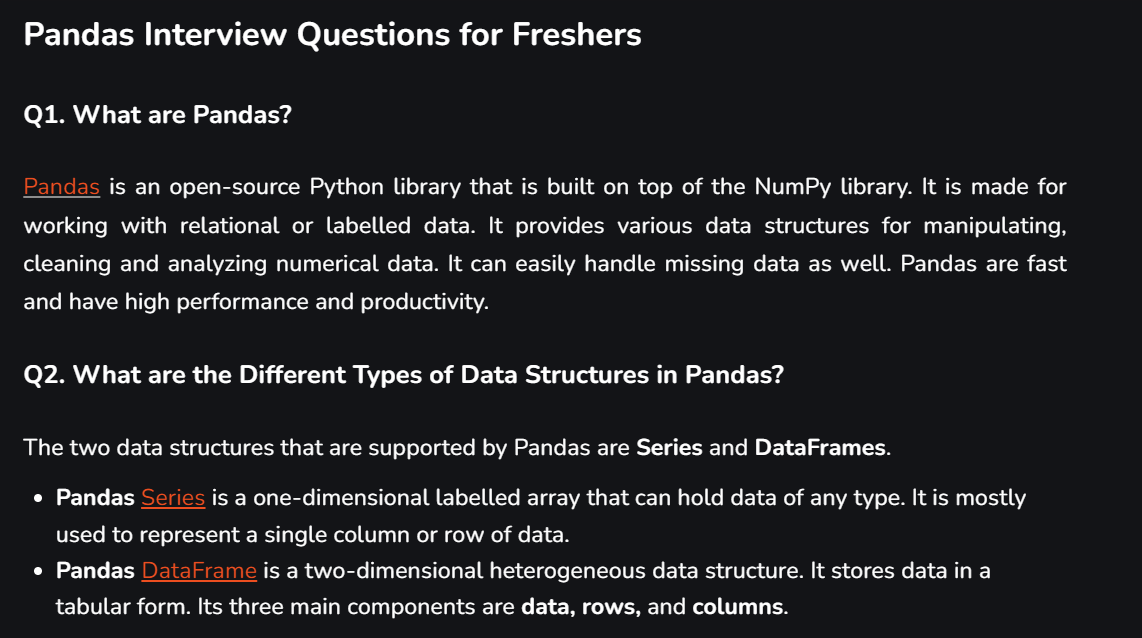 Pandas Interview Questions for Freshers
Q1. What are Pandas?
Pandas is an open-source Python library that is built on top of the NumPy library. It is made for
working with relational or labelled data. It provides various data structures for manipulating,
cleaning and analyzing numerical data. It can easily handle missing data as well. Pandas are fast
and have high performance and productivity.
Q2. What are the Different Types of Data Structures in Pandas?
The two data structures that are supported by Pandas are Series and DataFrames.
• Pandas Series is a one-dimensional labelled array that can hold data of any type. It is mostly
used to represent a single column or row of data.
• Pandas DataFrame is a two-dimensional heterogeneous data structure. It stores data in a
tabular form. Its three main components are data, rows, and columns.